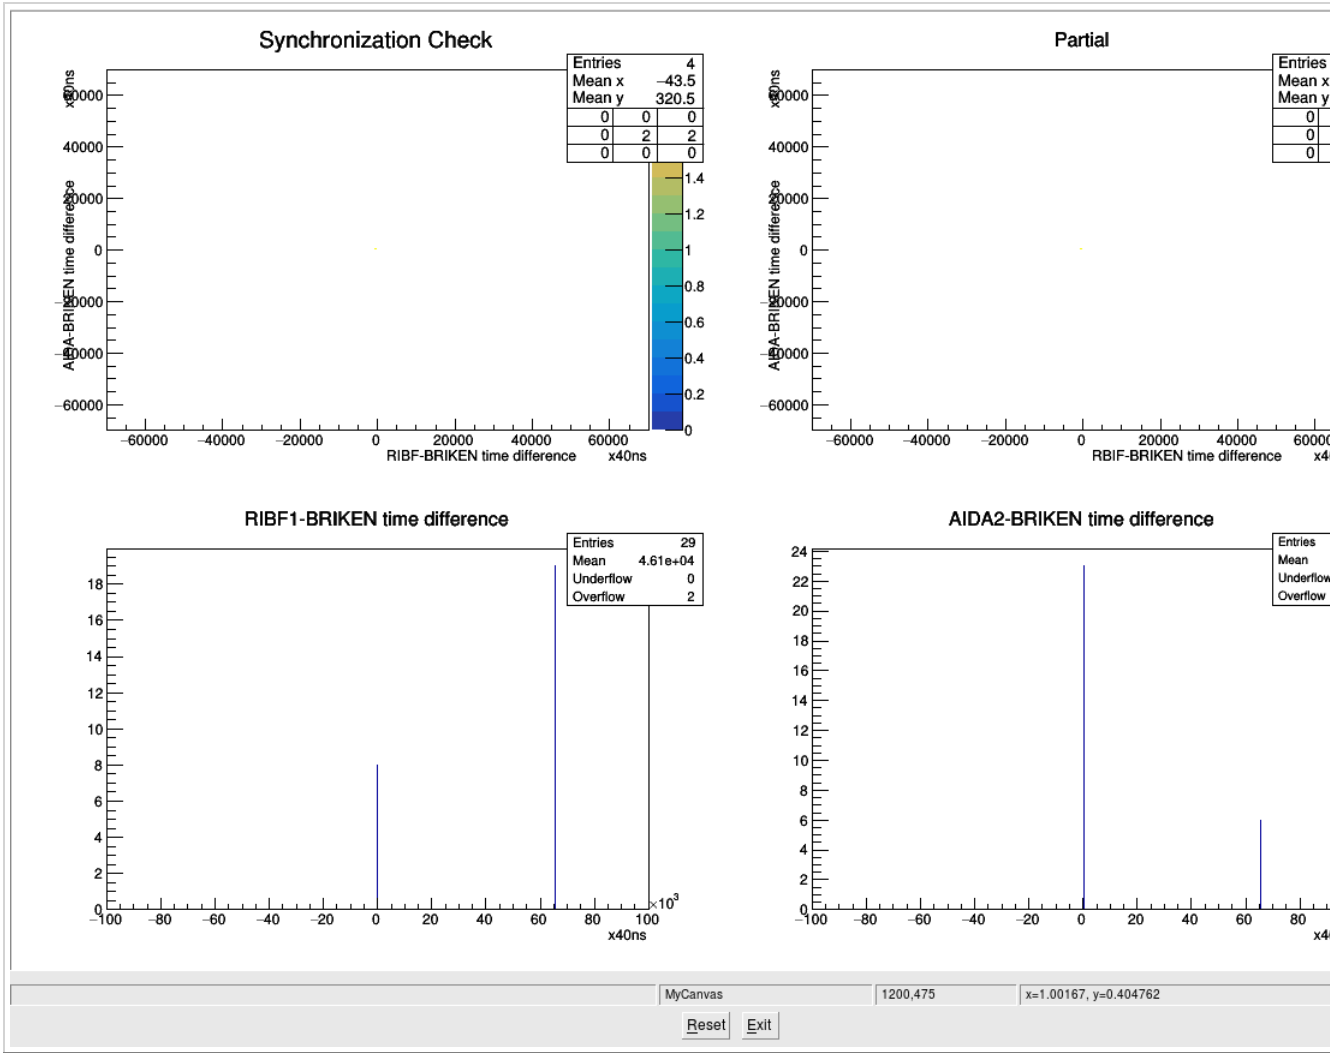 Synchronization Check
Entries 4
Mean x −43.5
Mean y 320.5
0 0 0
0 2 2
0 0 0
x40ns
60000
40000
20000
0
−20000
−40000
−60000
AIDA-BRIKEN time difference
1.4
1.2
1
0.8
0.6
0.4
0.2
0
−60000 −40000 −20000 0 20000 40000 60000
RIBF-BRIKEN time difference x40ns
Partial
Entries
Mean x
Mean y
0
0
0
60000
40000
20000
0
−20000
−40000
−60000
AIDA-BRIKEN time difference
−60000 −40000 −20000 0 20000 40000 60000
RBIF-BRIKEN time difference x4
RIBF1-BRIKEN time difference
Entries 29
Mean 4.61e+04
Underflow 0
Overflow 2
18
16
14
12
10
8
6
4
2
0
−100 −80 −60 −40 −20 0 20 40 60 80 100
×10³
x40ns
AIDA2-BRIKEN time difference
Entries
Mean
Underflow
Overflow
24
22
20
18
16
14
12
10
8
6
4
2
0
−100 −80 −60 −40 −20 0 20 40 60 80
x4
MyCanvas 1200,475 x=1.00167, y=0.404762
Reset Exit